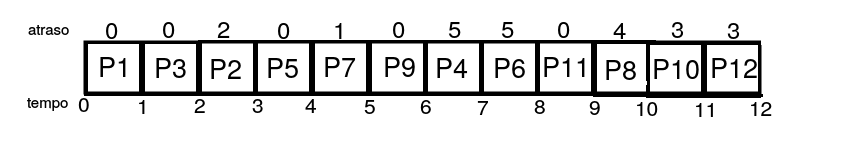 atraso 0 0 2 0 1 0 5 5 0 4 3 3
P1 P3 P2 P5 P7 P9 P4 P6 P11 P8 P10 P12
tempo 0 1 2 3 4 5 6 7 8 9 10 11 12